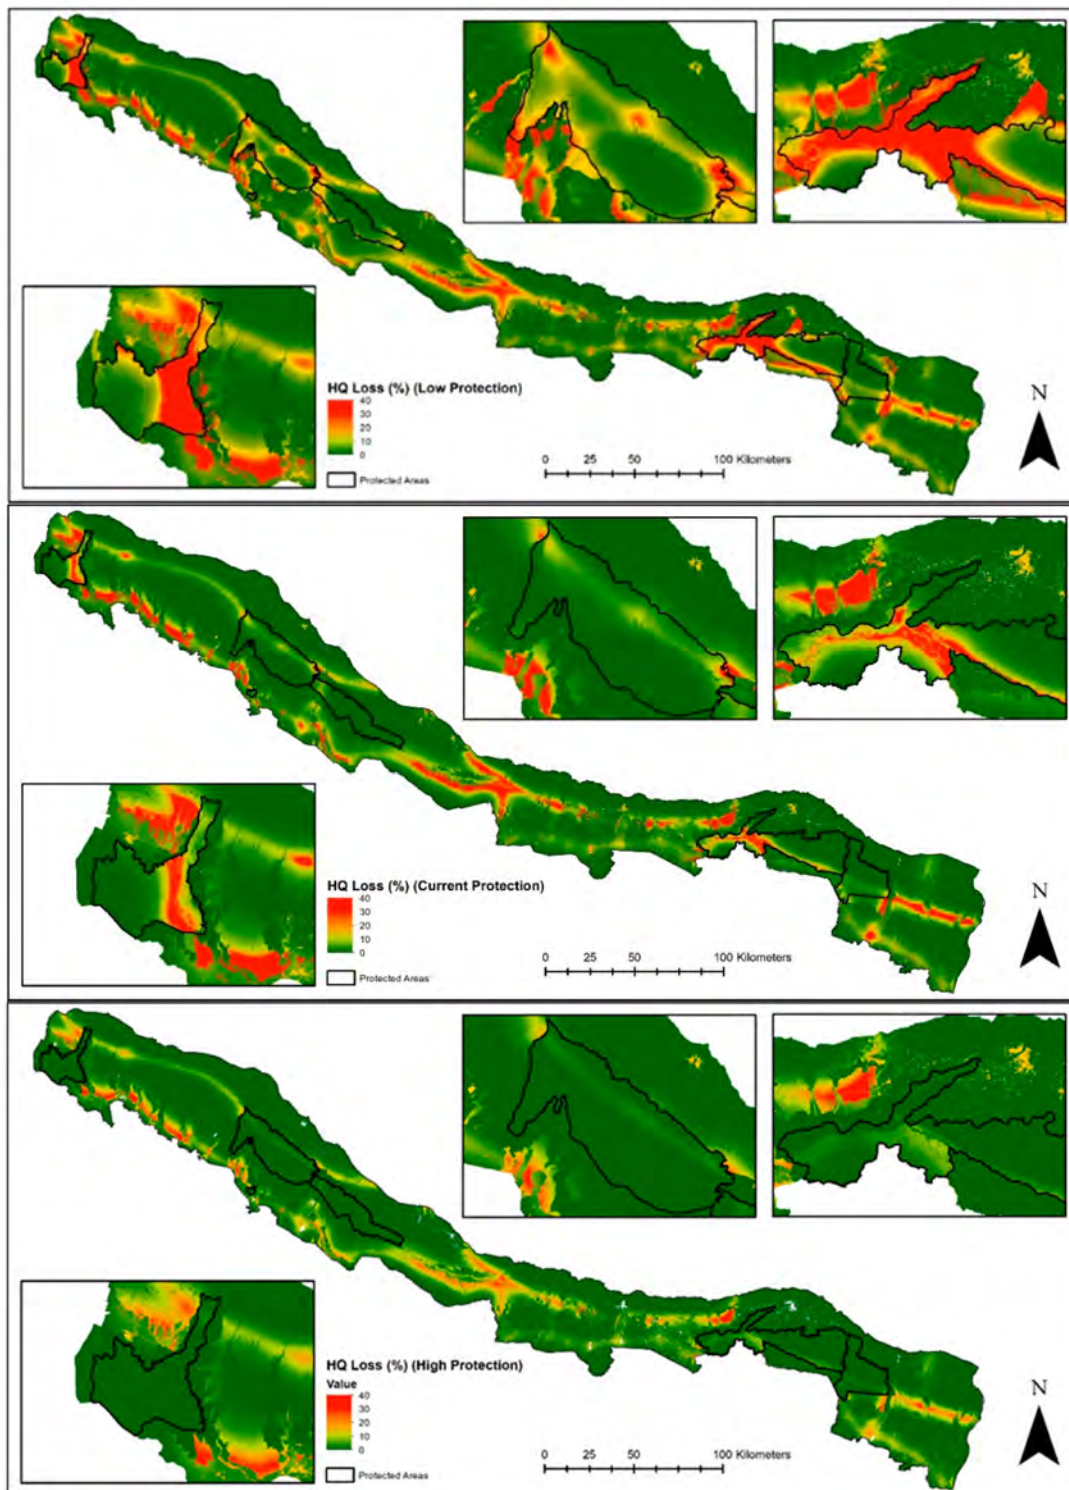 HQ Loss (%) (Low Protection)
40
30
20
10
0
Protected Areas
0 25 50 100 Kilometers
N
HQ Loss (%) (Current Protection)
40
30
20
10
0
Protected Areas
0 25 50 100 Kilometers
N
HQ Loss (%) (High Protection)
Value
40
30
20
10
0
Protected Areas
0 25 50 100 Kilometers
N